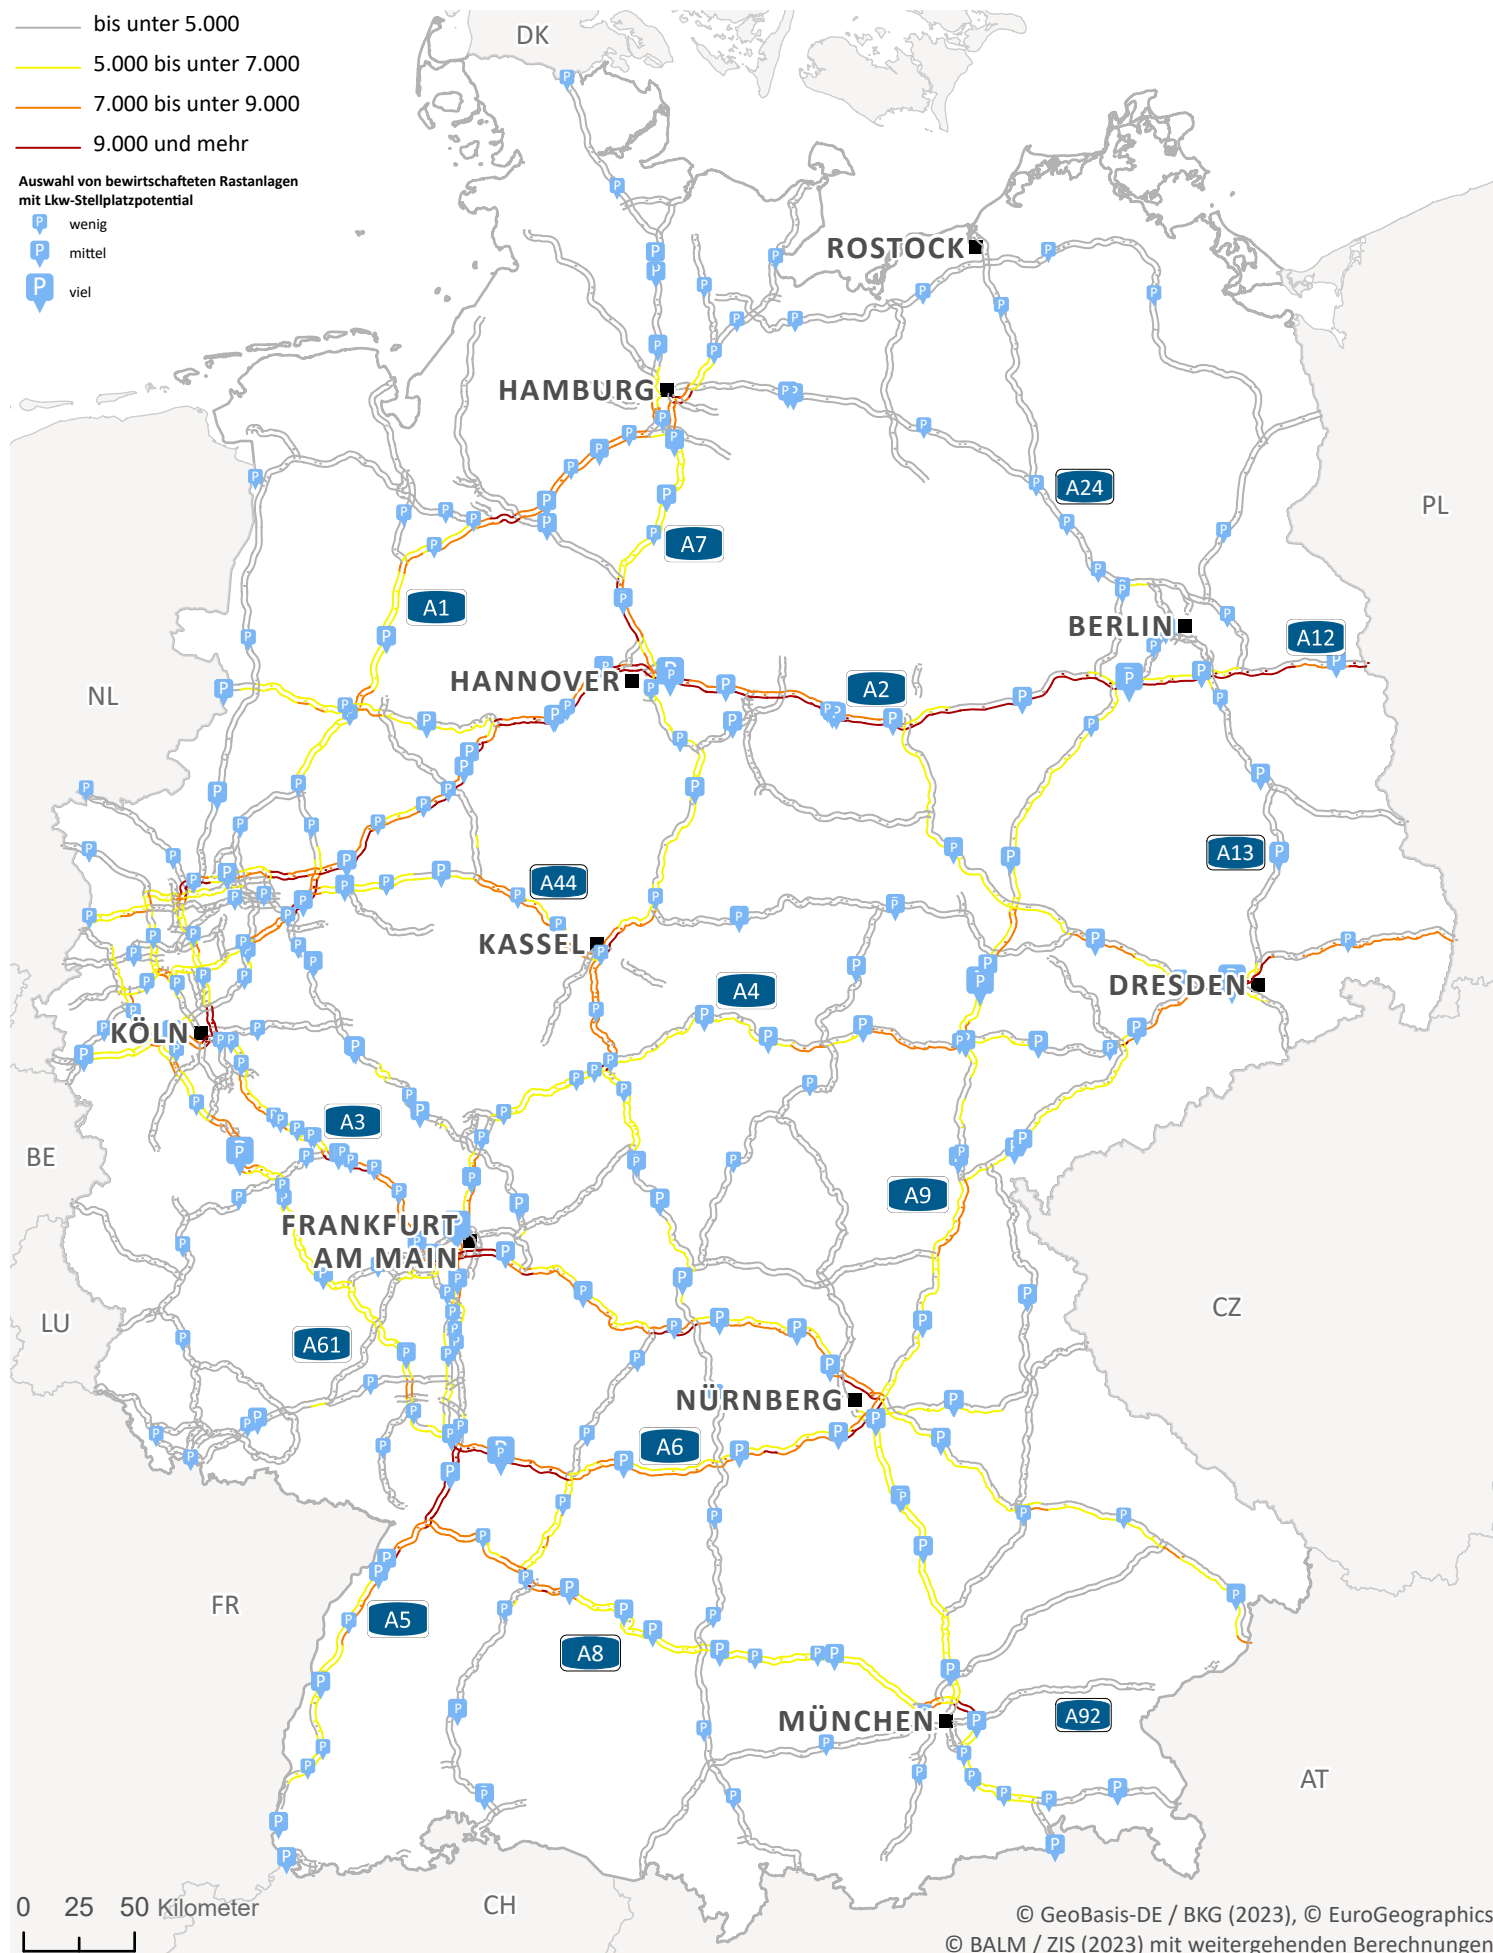 bis unter 5.000
5.000 bis unter 7.000
7.000 bis unter 9.000
9.000 und mehr
Auswahl von bewirtschafteten Rastanlagen
mit Lkw-Stellplatzpotential
P wenig
P mittel
P viel
DK
ROSTOCK
HAMBURG
A24
PL
A7
A1
BERLIN
A12
HANNOVER
A2
NL
A13
A44
KASSEL
DRESDEN
A4
KÖLN
A3
BE
A9
FRANKFURT
AM MAIN
CZ
LU
A61
NÜRNBERG
A6
FR
A5
A8
MÜNCHEN
A92
AT
CH
0 25 50 Kilometer
© GeoBasis-DE / BKG (2023), © EuroGeographics
© BALM / ZIS (2023) mit weitergehenden Berechnungen